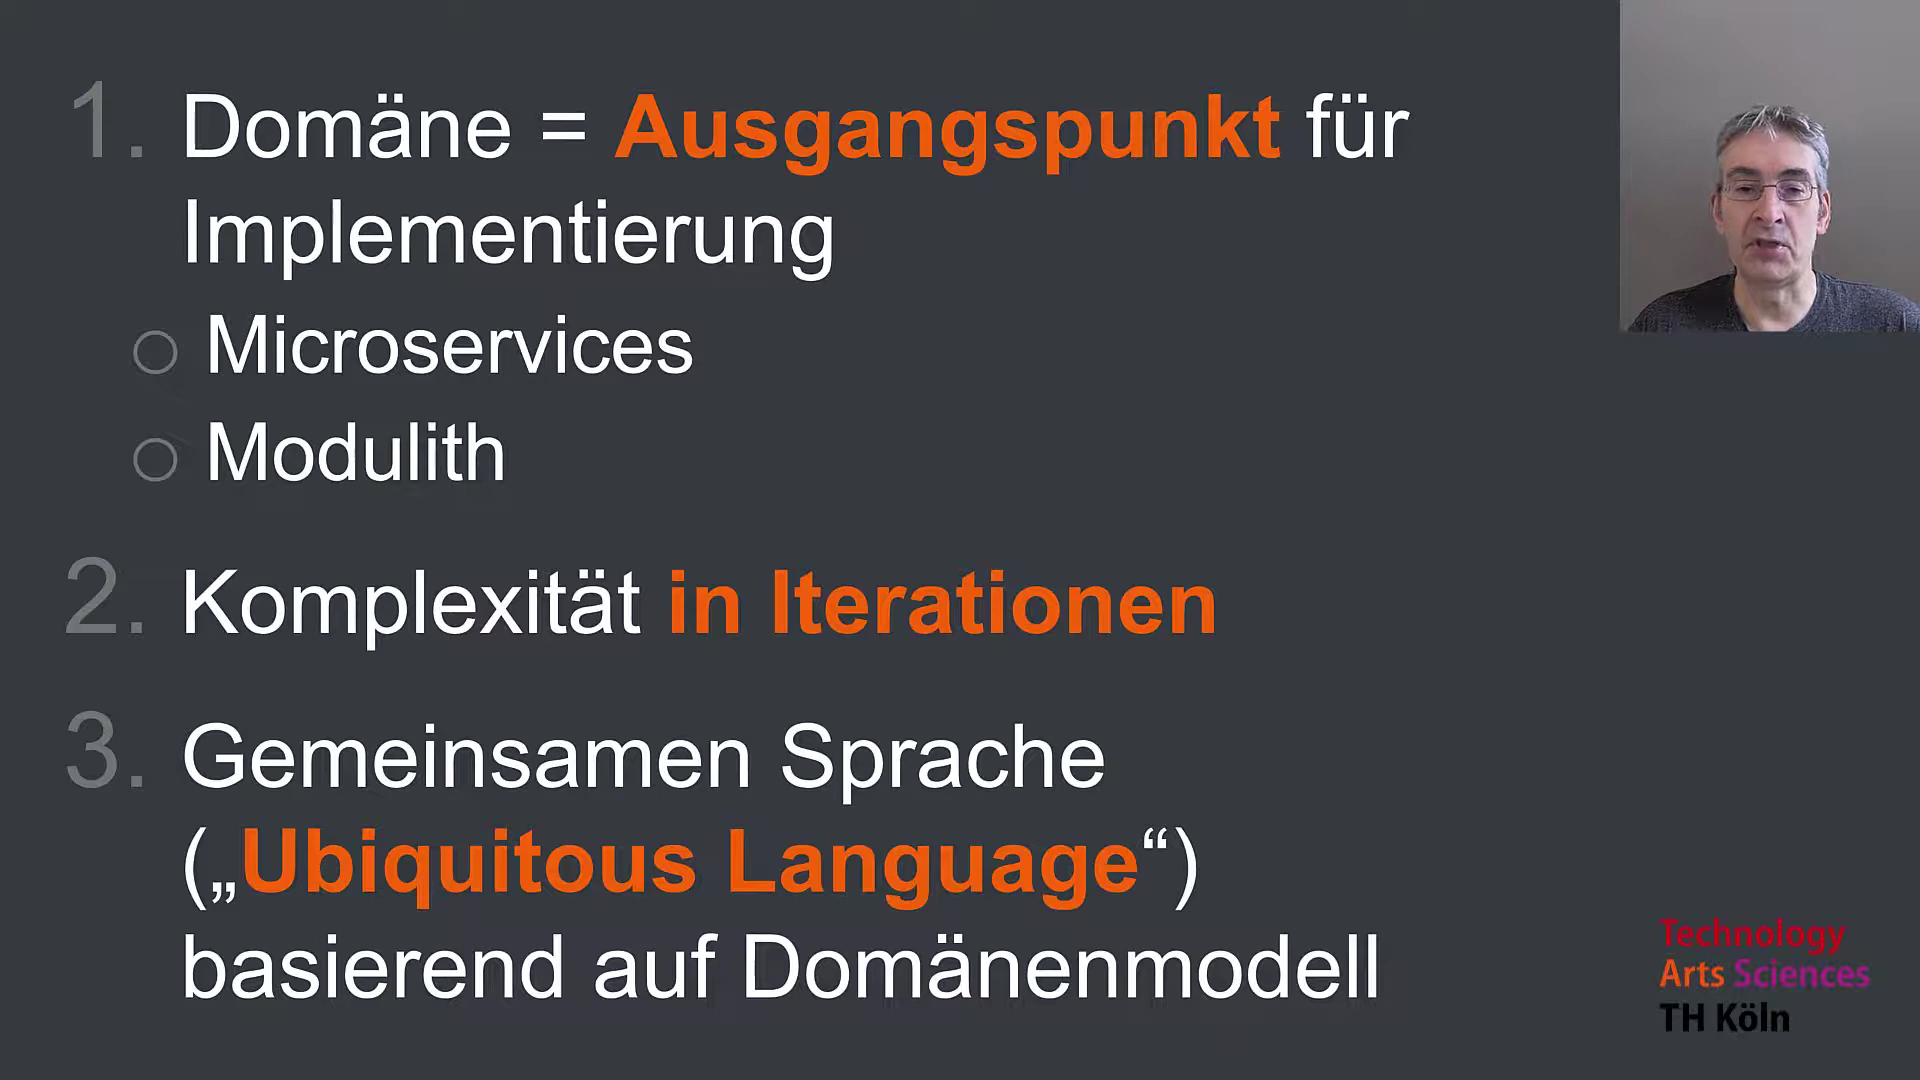 1. Domäne = Ausgangspunkt für
Implementierung
○ Microservices
○ Modulith
2. Komplexität in Iterationen
3. Gemeinsamen Sprache
(„Ubiquitous Language“)
basierend auf Domänenmodell
Technology
Arts Sciences
TH Köln